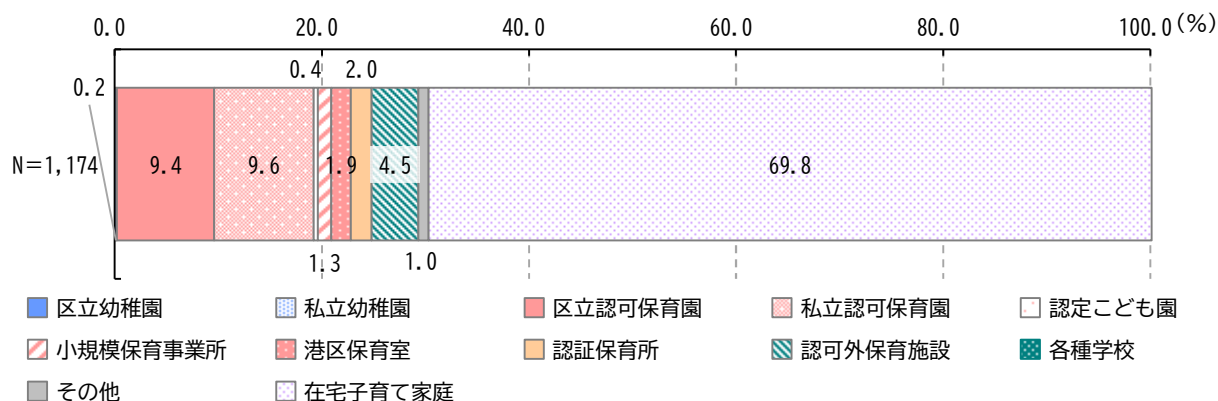 0.0 20.0 40.0 60.0 80.0 100.0 (%)
0.4 2.0
0.2
N＝1,174 9.4 9.6 1.9 4.5 69.8
1.3 1.0
区立幼稚園 私立幼稚園 区立認可保育園 私立認可保育園 認定こども園
小規模保育事業所 港区保育室 認証保育所 認可外保育施設 各種学校
その他 在宅子育て家庭